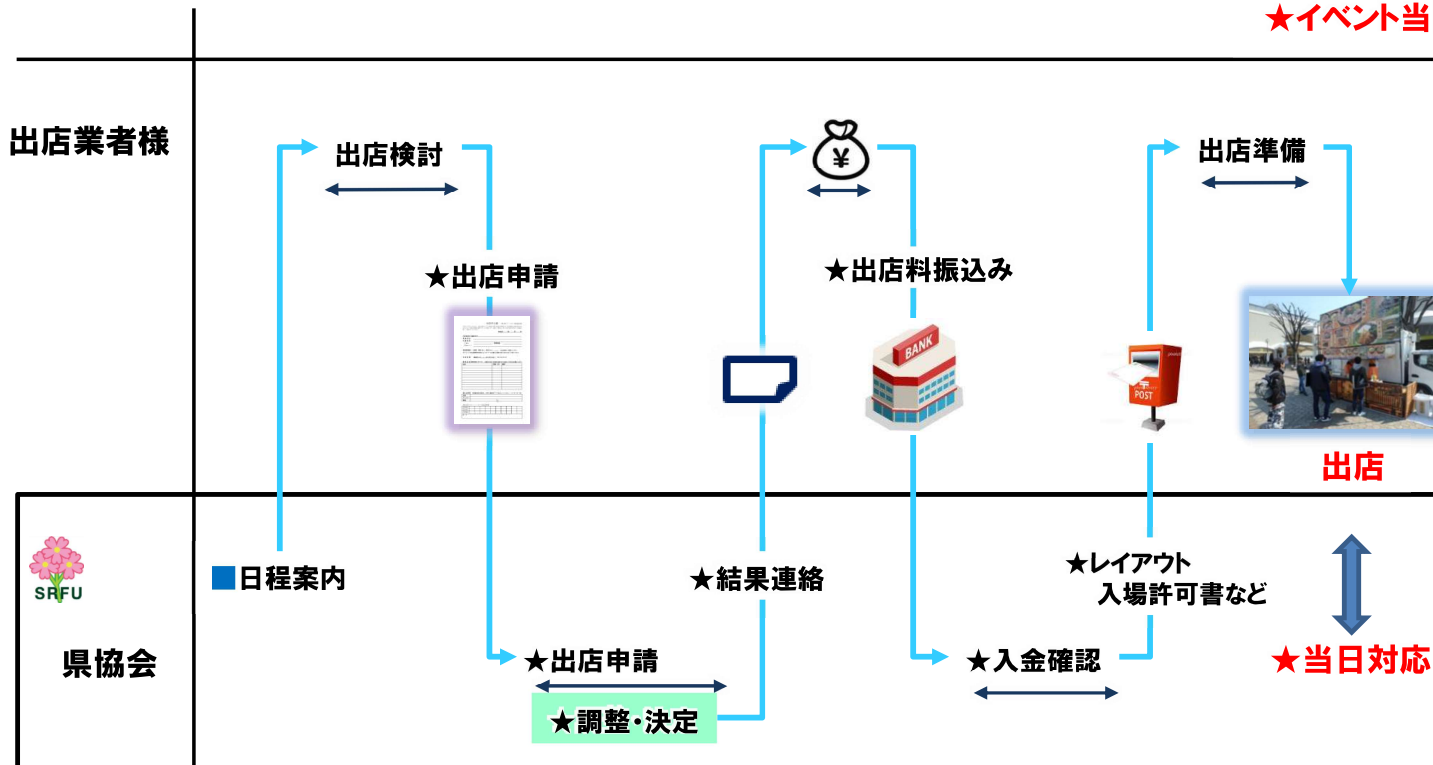 ★イベント当
出店業者様
出店検討
¥
出店準備
★出店申請
★出店料振込み
BANK
POST
出店
SRFU
■日程案内
★結果連絡
★レイアウト
入場許可書など
県協会
★出店申請
★入金確認
★当日対応
★調整・決定